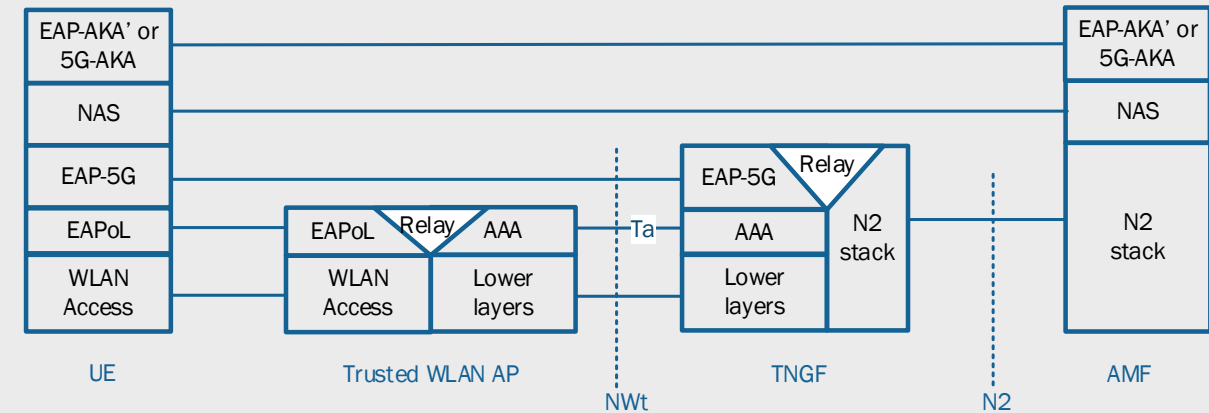 EAP-AKA’ or
5G-AKA
NAS
EAP-5G
EAPoL
WLAN
Access
UE
EAPoL
Relay
AAA
WLAN
Access
Lower
layers
Trusted WLAN AP
Ta
NWt
EAP-5G
Relay
AAA
Lower
layers
N2
stack
TNGF
N2
EAP-AKA’ or
5G-AKA
NAS
N2
stack
AMF